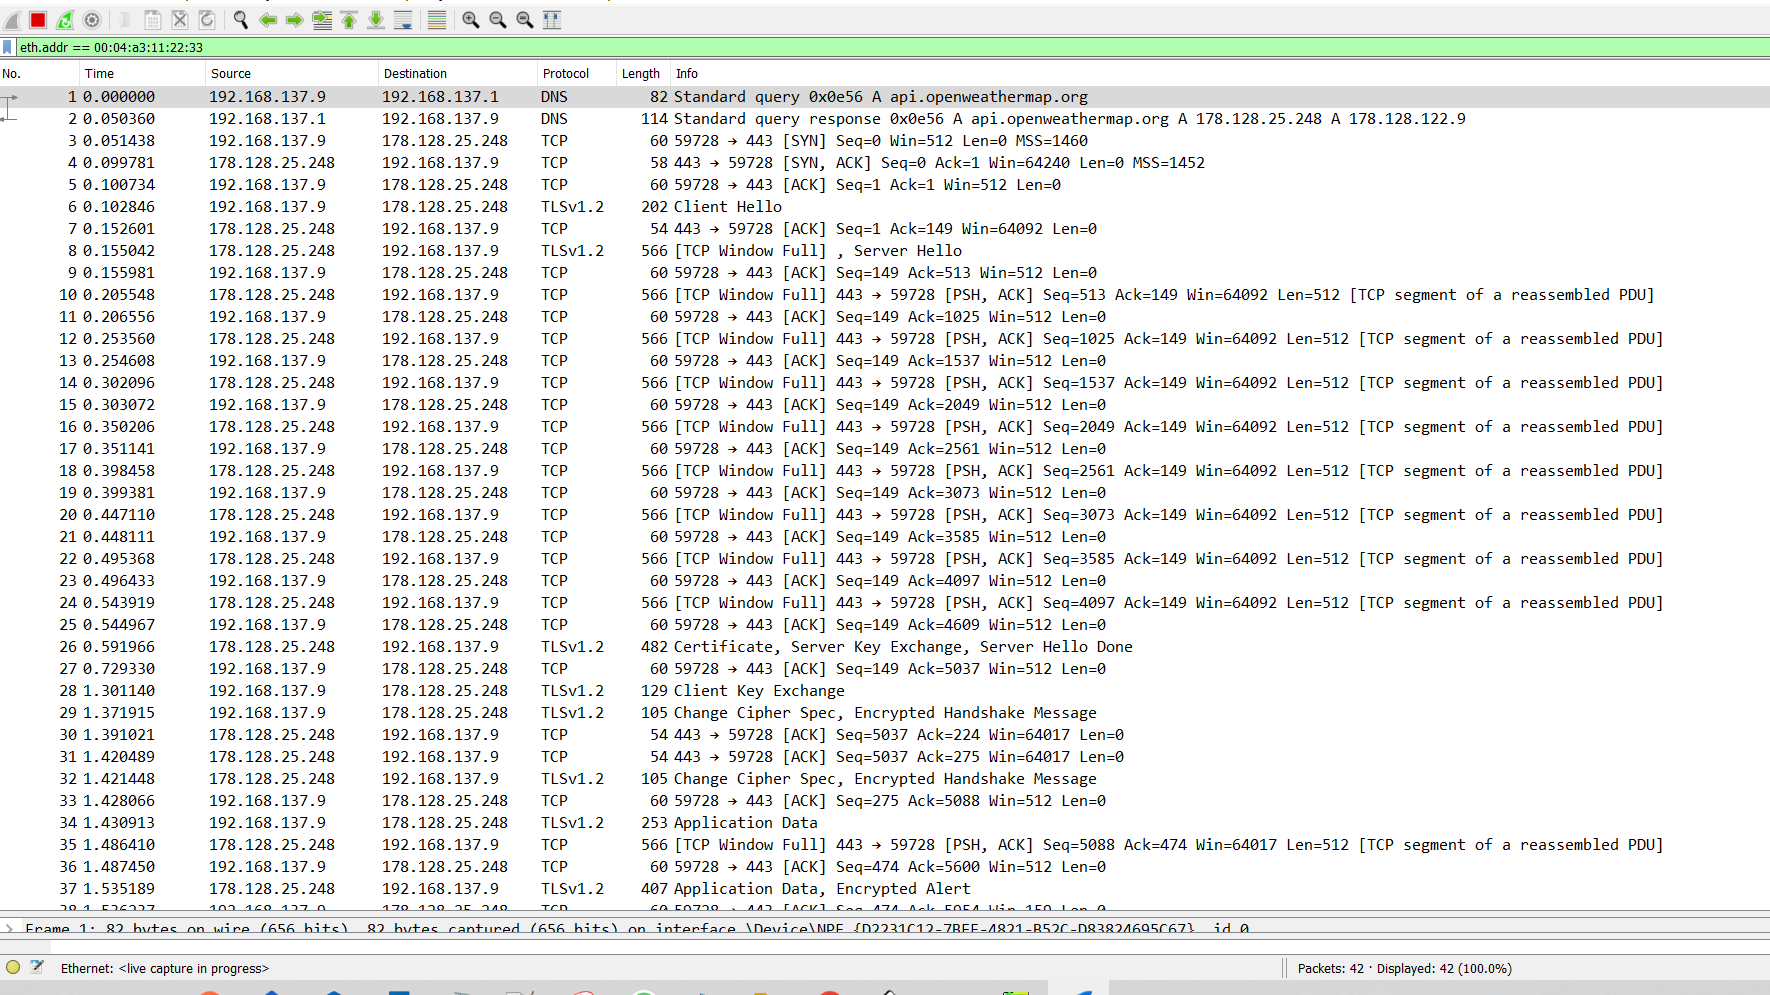 eth.addr == 00:04:a3:11:22:33
No. Time Source Destination Protocol Length Info
1 0.000000 192.168.137.9 192.168.137.1 DNS 82 Standard query 0x0e56 A api.openweathermap.org
2 0.050360 192.168.137.1 192.168.137.9 DNS 114 Standard query response 0x0e56 A api.openweathermap.org A 178.128.25.248 A 178.128.122.9
3 0.051438 192.168.137.9 178.128.25.248 TCP 60 59728 → 443 [SYN] Seq=0 Win=512 Len=0 MSS=1460
4 0.099781 178.128.25.248 192.168.137.9 TCP 58 443 → 59728 [SYN, ACK] Seq=0 Ack=1 Win=64240 Len=0 MSS=1452
5 0.100734 192.168.137.9 178.128.25.248 TCP 60 59728 → 443 [ACK] Seq=1 Ack=1 Win=512 Len=0
6 0.102846 192.168.137.9 178.128.25.248 TLSv1.2 202 Client Hello
7 0.152601 178.128.25.248 192.168.137.9 TCP 54 443 → 59728 [ACK] Seq=1 Ack=149 Win=64092 Len=0
8 0.155042 178.128.25.248 192.168.137.9 TLSv1.2 566 [TCP Window Full] , Server Hello
9 0.155981 192.168.137.9 178.128.25.248 TCP 60 59728 → 443 [ACK] Seq=149 Ack=513 Win=512 Len=0
10 0.205548 178.128.25.248 192.168.137.9 TCP 566 [TCP Window Full] 443 → 59728 [PSH, ACK] Seq=513 Ack=149 Win=64092 Len=512 [TCP segment of a reassembled PDU]
11 0.206556 192.168.137.9 178.128.25.248 TCP 60 59728 → 443 [ACK] Seq=149 Ack=1025 Win=512 Len=0
12 0.253560 178.128.25.248 192.168.137.9 TCP 566 [TCP Window Full] 443 → 59728 [PSH, ACK] Seq=1025 Ack=149 Win=64092 Len=512 [TCP segment of a reassembled PDU]
13 0.254608 192.168.137.9 178.128.25.248 TCP 60 59728 → 443 [ACK] Seq=149 Ack=1537 Win=512 Len=0
14 0.302096 178.128.25.248 192.168.137.9 TCP 566 [TCP Window Full] 443 → 59728 [PSH, ACK] Seq=1537 Ack=149 Win=64092 Len=512 [TCP segment of a reassembled PDU]
15 0.303072 192.168.137.9 178.128.25.248 TCP 60 59728 → 443 [ACK] Seq=149 Ack=2049 Win=512 Len=0
16 0.350206 178.128.25.248 192.168.137.9 TCP 566 [TCP Window Full] 443 → 59728 [PSH, ACK] Seq=2049 Ack=149 Win=64092 Len=512 [TCP segment of a reassembled PDU]
17 0.351141 192.168.137.9 178.128.25.248 TCP 60 59728 → 443 [ACK] Seq=149 Ack=2561 Win=512 Len=0
18 0.398458 178.128.25.248 192.168.137.9 TCP 566 [TCP Window Full] 443 → 59728 [PSH, ACK] Seq=2561 Ack=149 Win=64092 Len=512 [TCP segment of a reassembled PDU]
19 0.399381 192.168.137.9 178.128.25.248 TCP 60 59728 → 443 [ACK] Seq=149 Ack=3073 Win=512 Len=0
20 0.447110 178.128.25.248 192.168.137.9 TCP 566 [TCP Window Full] 443 → 59728 [PSH, ACK] Seq=3073 Ack=149 Win=64092 Len=512 [TCP segment of a reassembled PDU]
21 0.448111 192.168.137.9 178.128.25.248 TCP 60 59728 → 443 [ACK] Seq=149 Ack=3585 Win=512 Len=0
22 0.495368 178.128.25.248 192.168.137.9 TCP 566 [TCP Window Full] 443 → 59728 [PSH, ACK] Seq=3585 Ack=149 Win=64092 Len=512 [TCP segment of a reassembled PDU]
23 0.496433 192.168.137.9 178.128.25.248 TCP 60 59728 → 443 [ACK] Seq=149 Ack=4097 Win=512 Len=0
24 0.543919 178.128.25.248 192.168.137.9 TCP 566 [TCP Window Full] 443 → 59728 [PSH, ACK] Seq=4097 Ack=149 Win=64092 Len=512 [TCP segment of a reassembled PDU]
25 0.544967 192.168.137.9 178.128.25.248 TCP 60 59728 → 443 [ACK] Seq=149 Ack=4609 Win=512 Len=0
26 0.591966 178.128.25.248 192.168.137.9 TLSv1.2 482 Certificate, Server Key Exchange, Server Hello Done
27 0.729330 192.168.137.9 178.128.25.248 TCP 60 59728 → 443 [ACK] Seq=149 Ack=5037 Win=512 Len=0
28 1.301140 192.168.137.9 178.128.25.248 TLSv1.2 129 Client Key Exchange
29 1.371915 192.168.137.9 178.128.25.248 TLSv1.2 105 Change Cipher Spec, Encrypted Handshake Message
30 1.391021 178.128.25.248 192.168.137.9 TCP 54 443 → 59728 [ACK] Seq=5037 Ack=224 Win=64017 Len=0
31 1.420489 178.128.25.248 192.168.137.9 TCP 54 443 → 59728 [ACK] Seq=5037 Ack=275 Win=64017 Len=0
32 1.421448 178.128.25.248 192.168.137.9 TLSv1.2 105 Change Cipher Spec, Encrypted Handshake Message
33 1.428066 192.168.137.9 178.128.25.248 TCP 60 59728 → 443 [ACK] Seq=275 Ack=5088 Win=512 Len=0
34 1.430913 192.168.137.9 178.128.25.248 TLSv1.2 253 Application Data
35 1.486410 178.128.25.248 192.168.137.9 TCP 566 [TCP Window Full] 443 → 59728 [PSH, ACK] Seq=5088 Ack=474 Win=64017 Len=512 [TCP segment of a reassembled PDU]
36 1.487450 192.168.137.9 178.128.25.248 TCP 60 59728 → 443 [ACK] Seq=474 Ack=5600 Win=512 Len=0
37 1.535189 178.128.25.248 192.168.137.9 TLSv1.2 407 Application Data, Encrypted Alert
38 1.536237 192.168.137.9 178.128.25.248 TCP 60 59728 → 443 [ACK] Seq=474 Ack=5954 Win=159 Len=0
Frame 1: 82 bytes on wire (656 bits), 82 bytes captured (656 bits) on interface \Device\NPF_{D2231C12-7BEE-4821-B52C-D83824695C67}, id 0
Ethernet: <live capture in progress>
Packets: 42 · Displayed: 42 (100.0%)